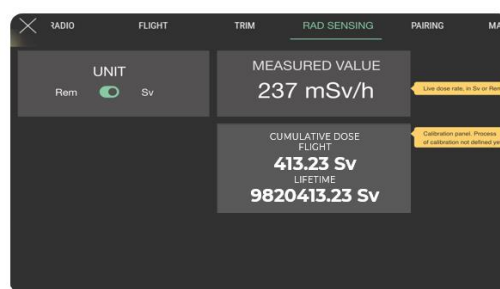 RADIO FLIGHT TRIM RAD SENSING PAIRING MA
UNIT
Rem Sv
MEASURED VALUE
237 mSv/h
Live dose rate, in Sv or Rem
CUMULATIVE DOSE
FLIGHT
413.23 Sv
LIFETIME
9820413.23 Sv
Calibration panel. Process
of calibration not defined ye